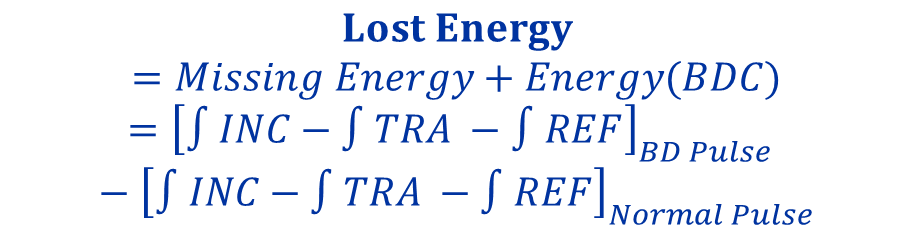 Lost Energy
= Missing Energy + Energy(BDC)
= [∫ INC − ∫ TRA − ∫ REF]BD Pulse
− [∫ INC − ∫ TRA − ∫ REF]Normal Pulse